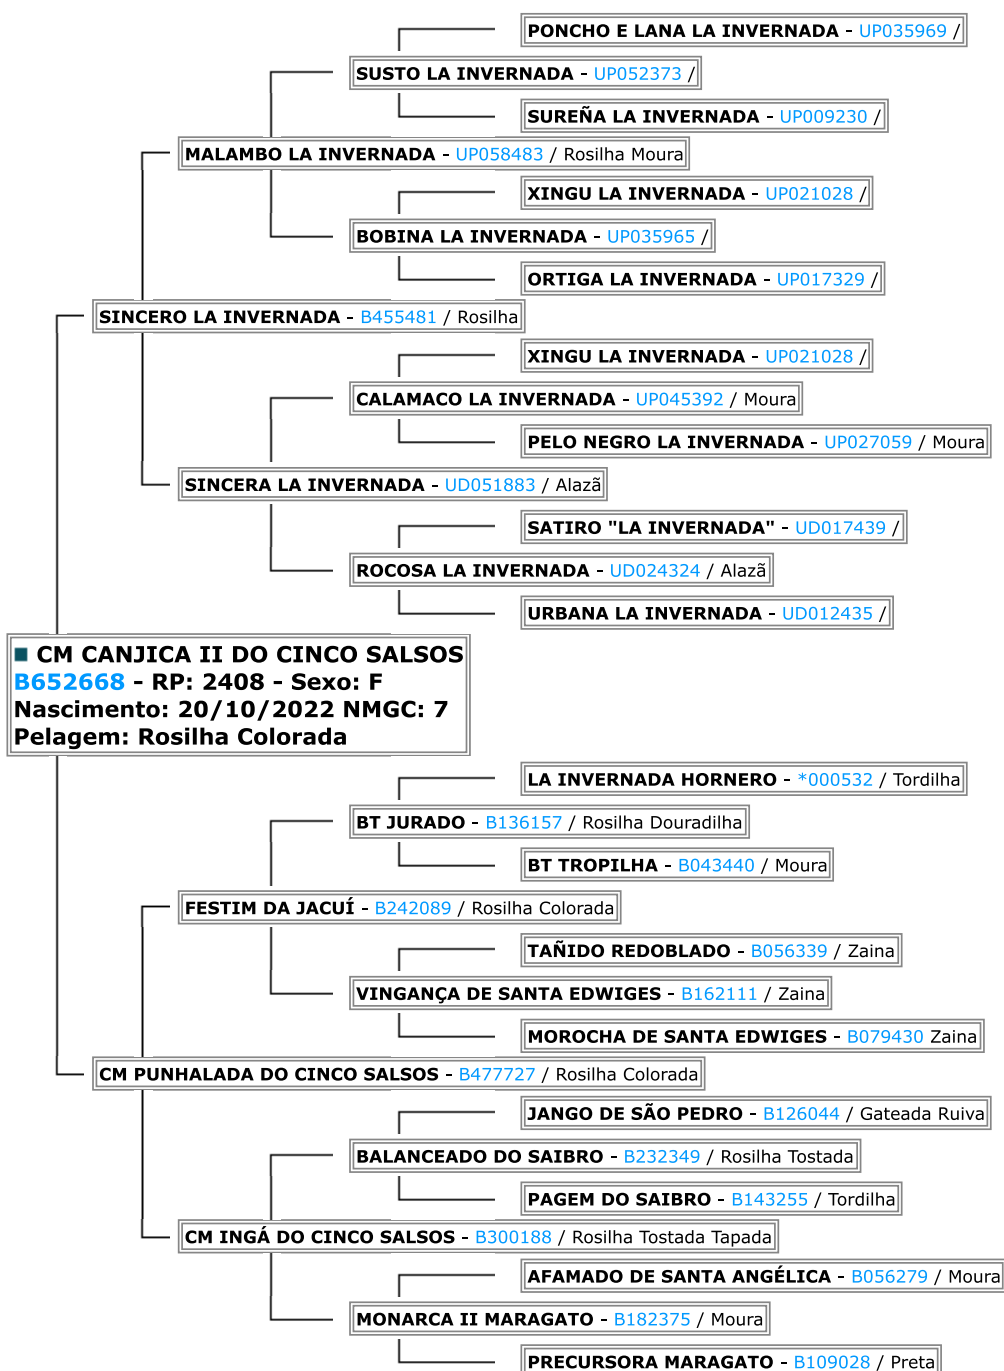 PONCHO E LANA LA INVERNADA - UP035969 /
SUSTO LA INVERNADA - UP052373 /
SUREÑA LA INVERNADA - UP009230 /
MALAMBO LA INVERNADA - UP058483 / Rosilha Moura
XINGU LA INVERNADA - UP021028 /
BOBINA LA INVERNADA - UP035965 /
ORTIGA LA INVERNADA - UP017329 /
SINCERO LA INVERNADA - B455481 / Rosilha
XINGU LA INVERNADA - UP021028 /
CALAMACO LA INVERNADA - UP045392 / Moura
PELO NEGRO LA INVERNADA - UP027059 / Moura
SINCERA LA INVERNADA - UD051883 / Alazã
SATIRO "LA INVERNADA" - UD017439 /
ROCOSA LA INVERNADA - UD024324 / Alazã
URBANA LA INVERNADA - UD012435 /
CM CANJICA II DO CINCO SALSOS
B652668 - RP: 2408 - Sexo: F
Nascimento: 20/10/2022 NMGC: 7
Pelagem: Rosilha Colorada
LA INVERNADA HORNERO - *000532 / Tordilha
BT JURADO - B136157 / Rosilha Douradilha
BT TROPILHA - B043440 / Moura
FESTIM DA JACUÍ - B242089 / Rosilha Colorada
TAÑIDO REDOBLADO - B056339 / Zaina
VINGANÇA DE SANTA EDWIGES - B162111 / Zaina
MOROCHA DE SANTA EDWIGES - B079430 Zaina
CM PUNHALADA DO CINCO SALSOS - B477727 / Rosilha Colorada
JANGO DE SÃO PEDRO - B126044 / Gateada Ruiva
BALANCEADO DO SAIBRO - B232349 / Rosilha Tostada
PAGEM DO SAIBRO - B143255 / Tordilha
CM INGÁ DO CINCO SALSOS - B300188 / Rosilha Tostada Tapada
AFAMADO DE SANTA ANGÉLICA - B056279 / Moura
MONARCA II MARAGATO - B182375 / Moura
PRECURSORA MARAGATO - B109028 / Preta